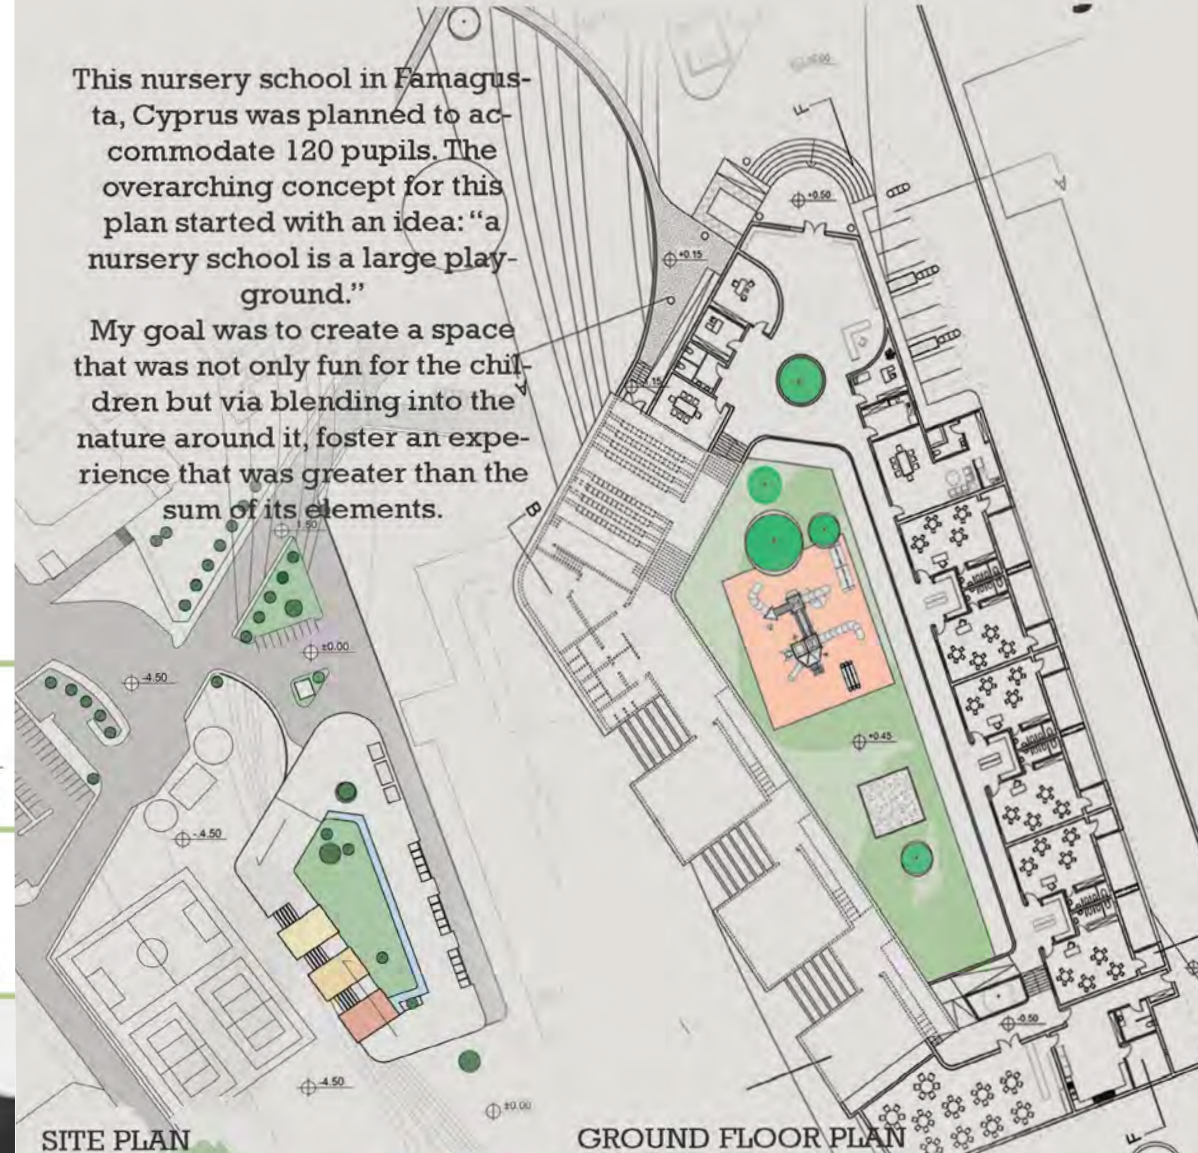 This nursery school in Famagus-
ta, Cyprus was planned to ac-
commodate 120 pupils. The
overarching concept for this
plan started with an idea: “a
nursery school is a large play-
ground.”
My goal was to create a space
that was not only fun for the chil-
dren but via blending into the
nature around it, foster an expe-
rience that was greater than the
sum of its elements.
1.50
±0.00
-4.50
-4.50
-4.50
±0.00
SITE PLAN
F
A
+0.50
+0.15
A
B
+0.45
-0.50
F
GROUND FLOOR PLAN